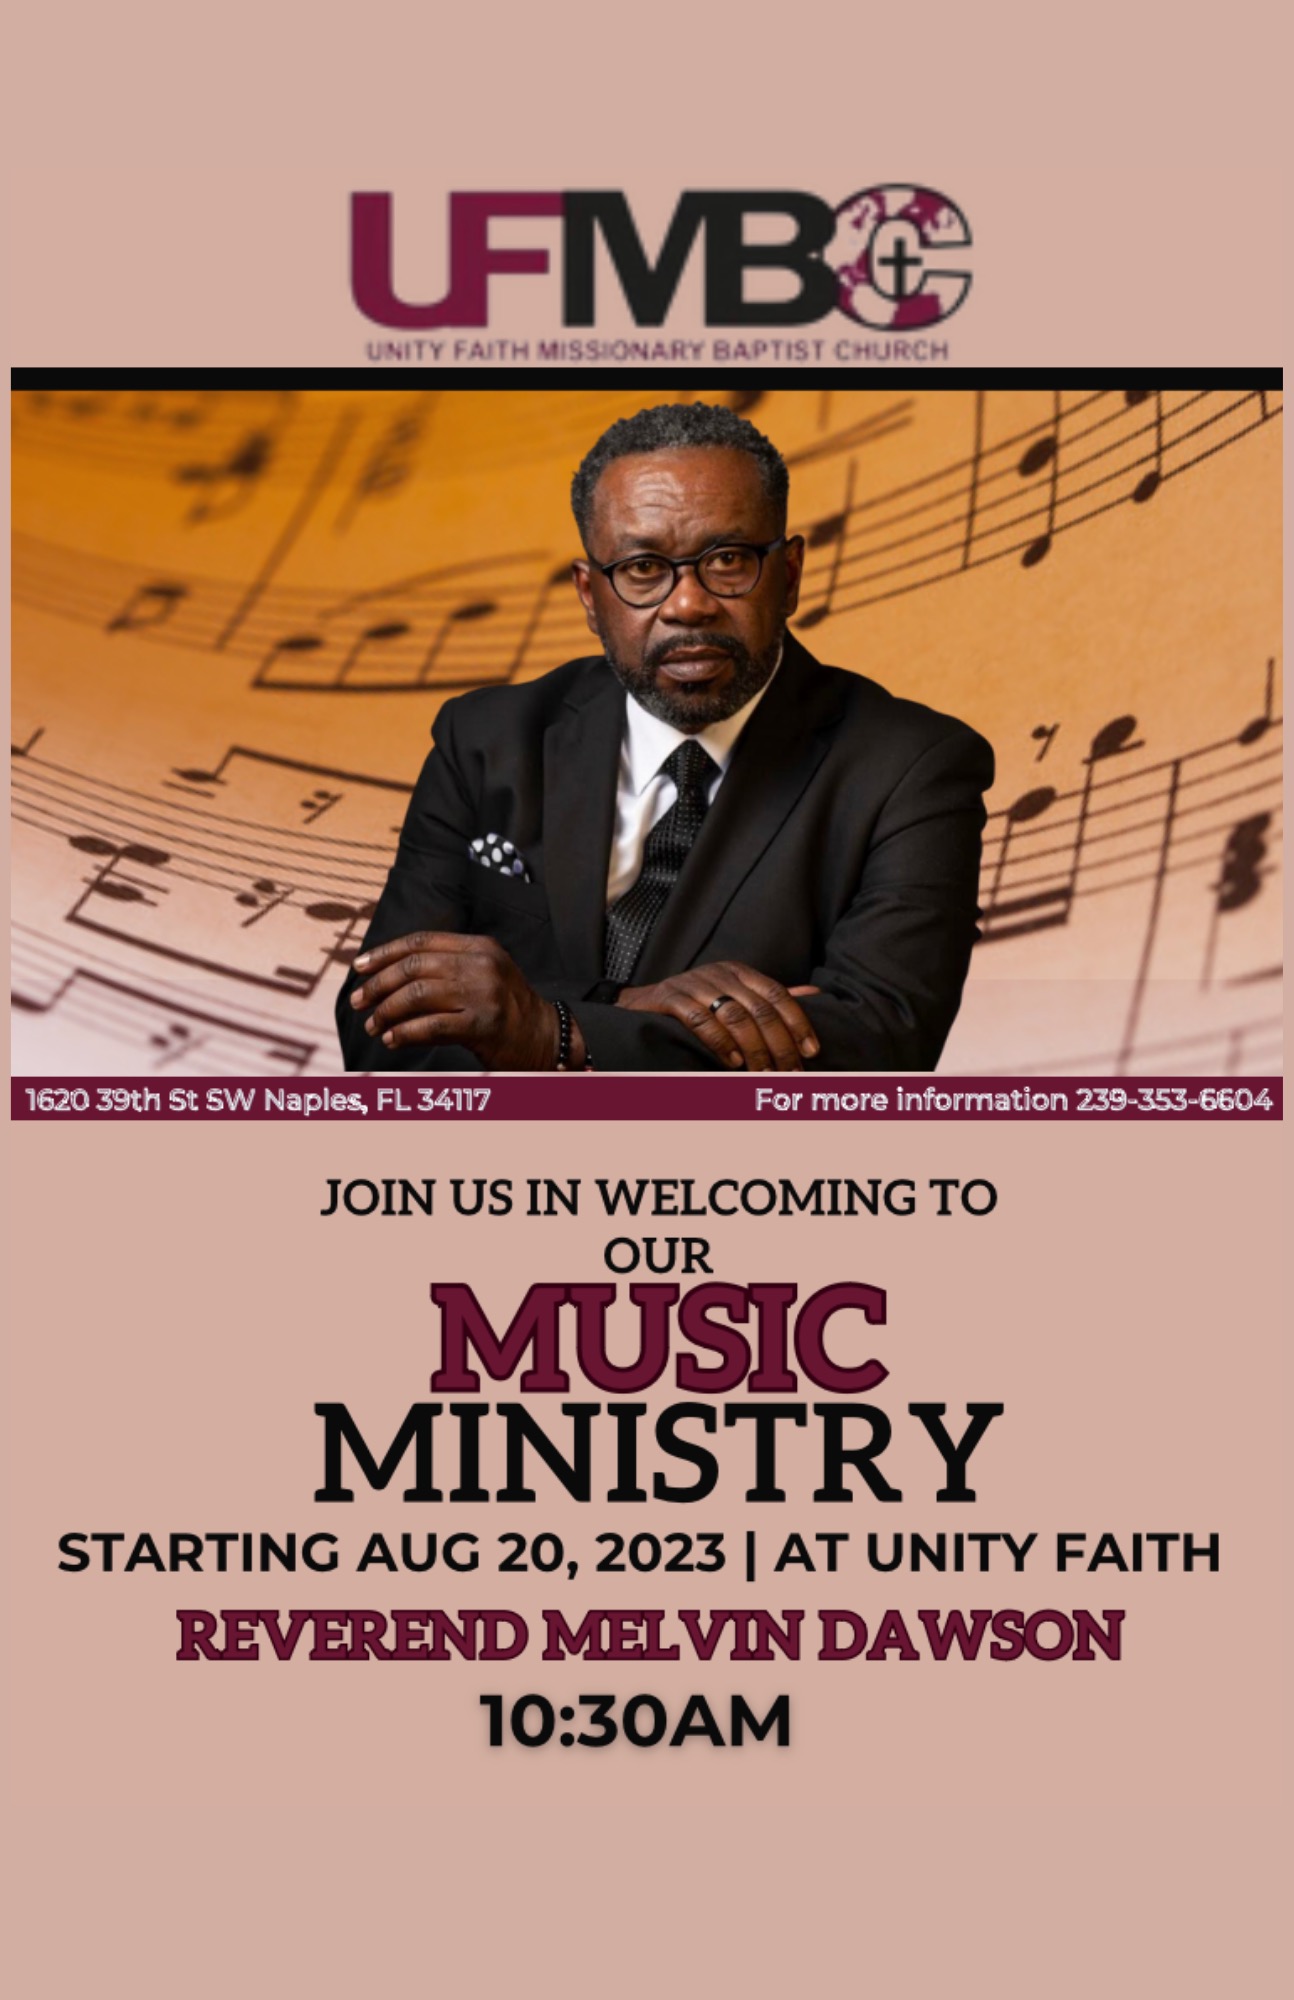 UFMBC
UNITY FAITH MISSIONARY BAPTIST CHURCH
1620 39th St SW Naples, FL 34117
For more information 239-353-6604
JOIN US IN WELCOMING TO
OUR
MUSIC
MINISTRY
STARTING AUG 20, 2023 | AT UNITY FAITH
REVEREND MELVIN DAWSON
10:30AM